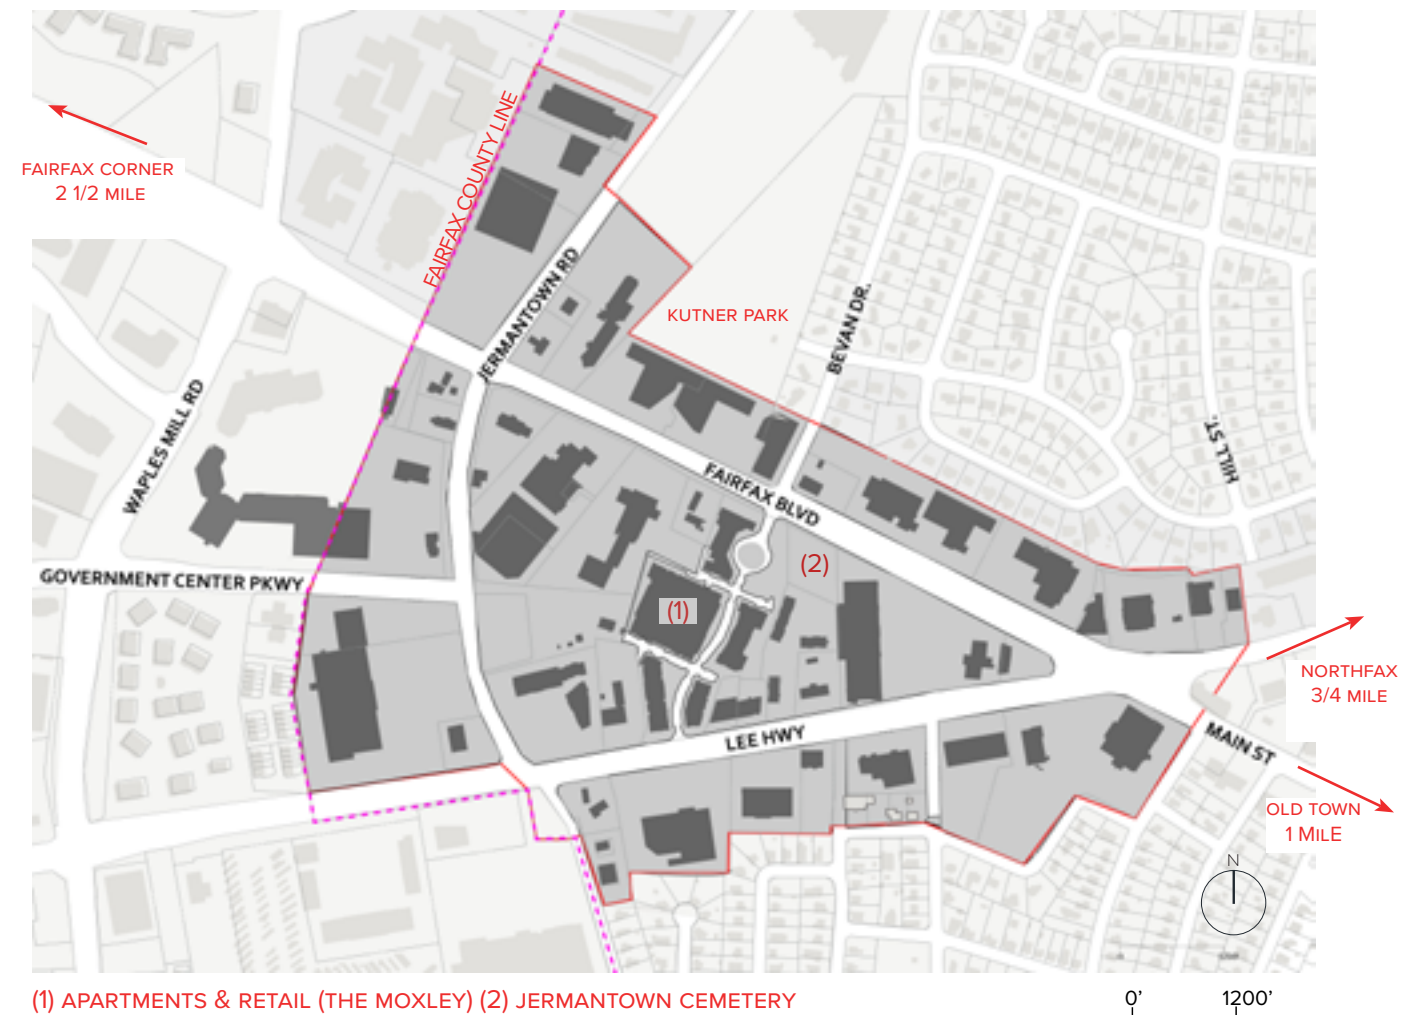 FAIRFAX COUNTY LINE
FAIRFAX CORNER
2 1/2 MILE
JERMANTOWN RD
KUTNER PARK
BEVAN DR.
HILL ST.
WAPLES MILL RD
FAIRFAX BLVD
(2)
GOVERNMENT CENTER PKWY
(1)
NORTHFAX
3/4 MILE
LEE HWY
MAIN ST
OLD TOWN
1 MILE
N
(1) APARTMENTS & RETAIL (THE MOXLEY) (2) JERMANTOWN CEMETERY
0' 1200'